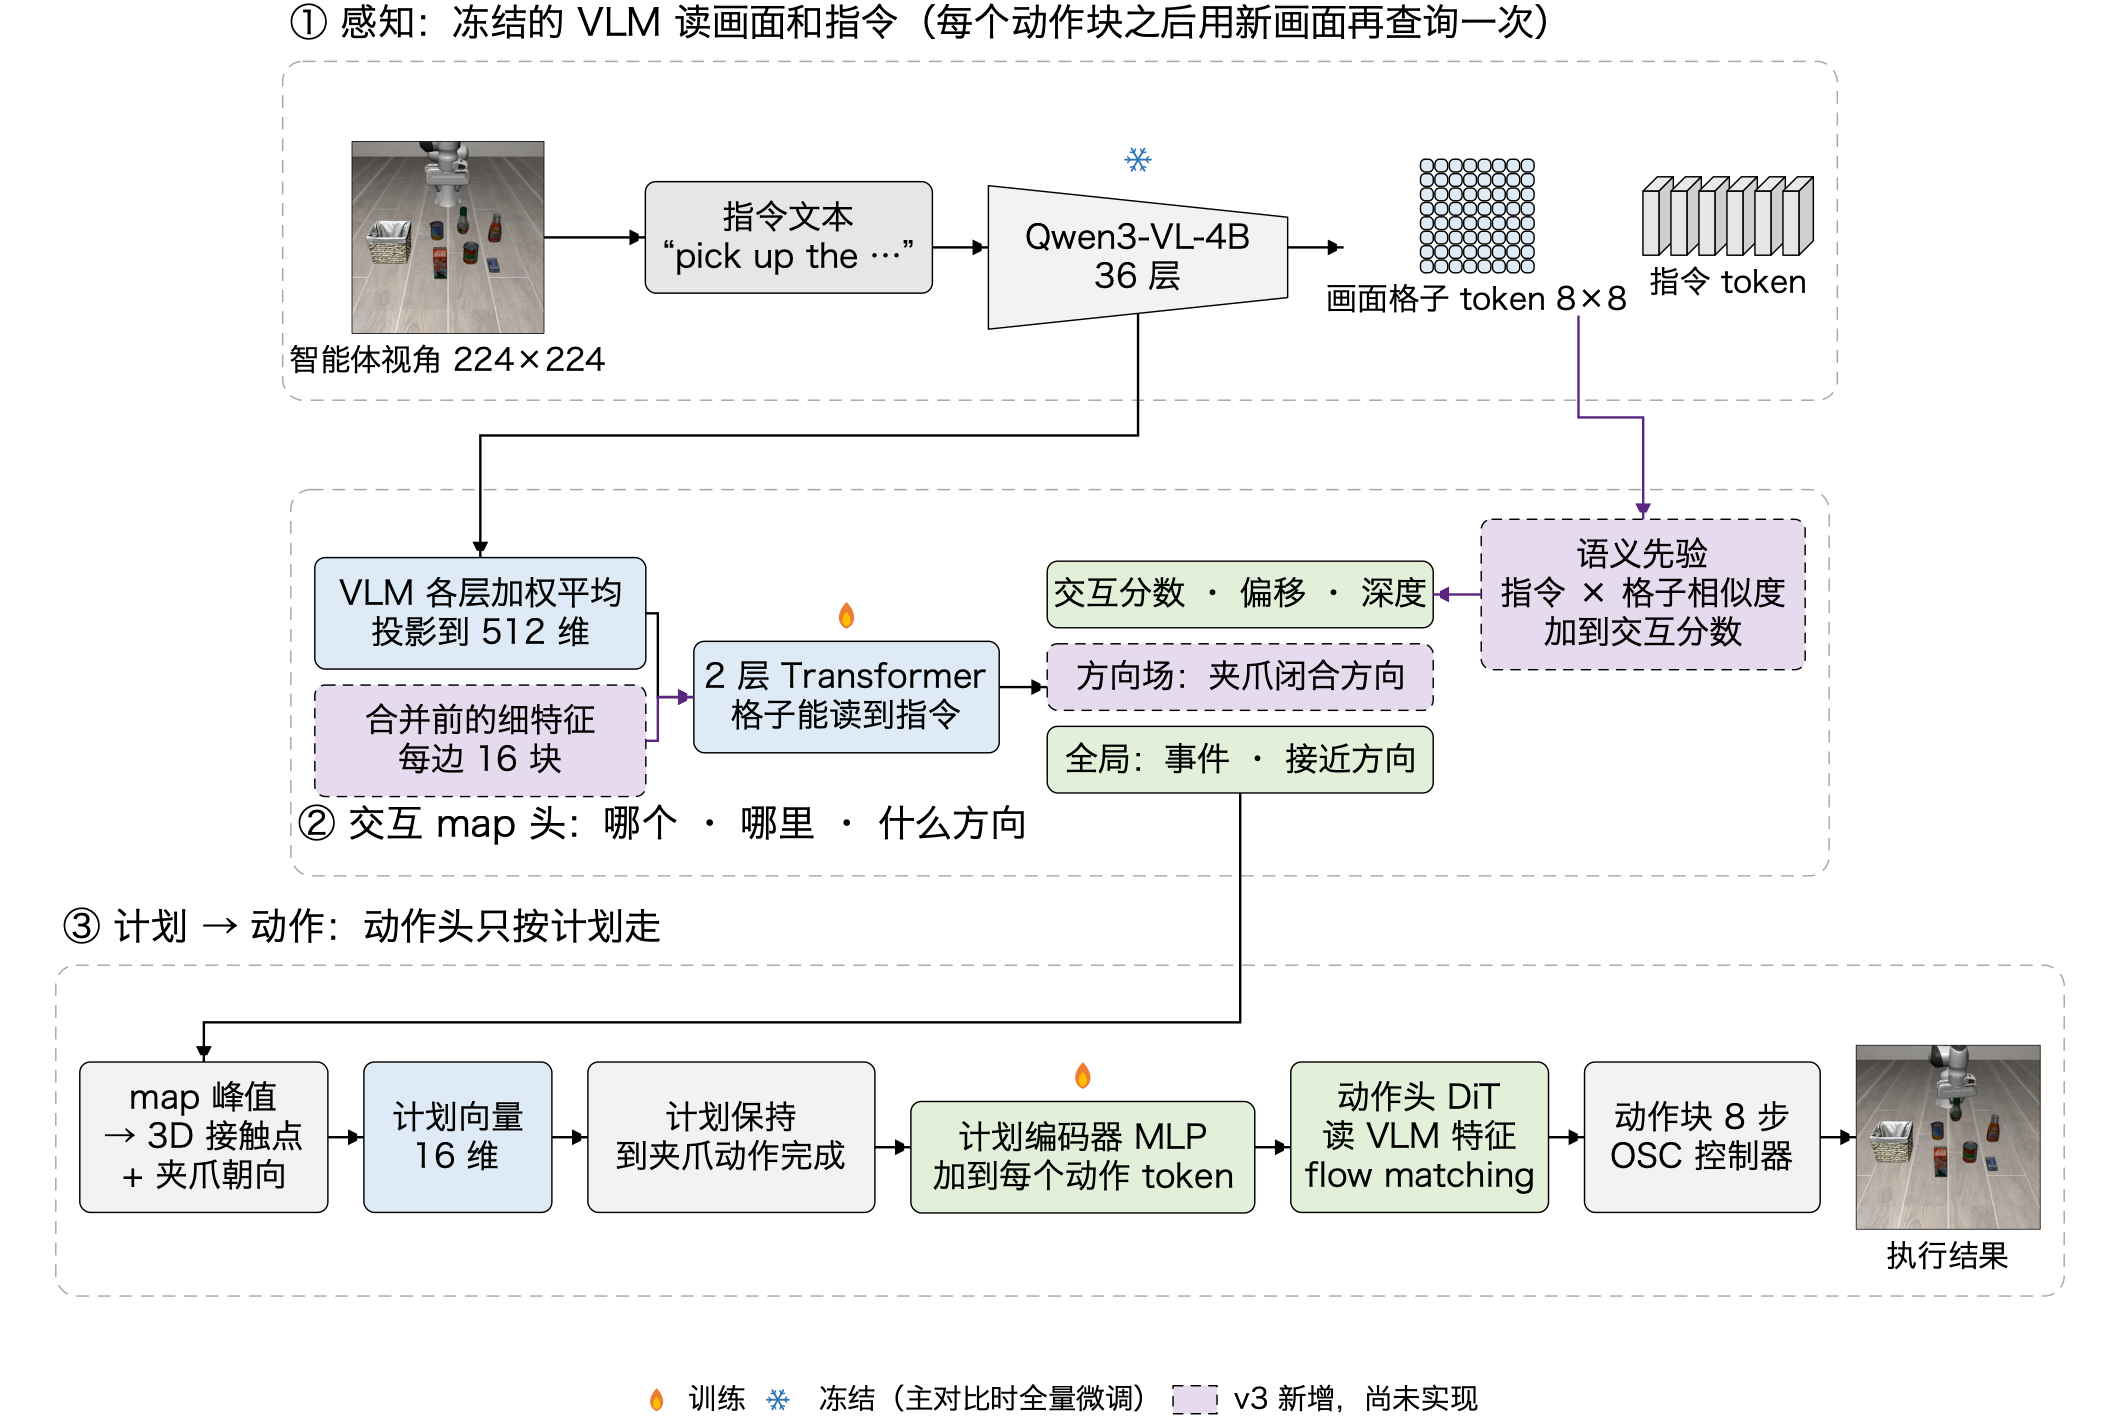 ① 感知：冻结的 VLM 读画面和指令（每个动作块之后用新画面再查询一次）
指令文本
“pick up the ⋯”
Qwen3-VL-4B
36 层
画面格子 token 8×8
指令 token
智能体视角 224×224
VLM 各层加权平均
投影到 512 维
合并前的细特征
每边 16 块
2 层 Transformer
格子能读到指令
交互分数 · 偏移 · 深度
方向场：夹爪闭合方向
全局：事件 · 接近方向
语义先验
指令 × 格子相似度
加到交互分数
② 交互 map 头：哪个 · 哪里 · 什么方向
③ 计划 → 动作：动作头只按计划走
map 峰值
→ 3D 接触点
+ 夹爪朝向
计划向量
16 维
计划保持
到夹爪动作完成
计划编码器 MLP
加到每个动作 token
动作头 DiT
读 VLM 特征
flow matching
动作块 8 步
OSC 控制器
执行结果
训练
冻结（主对比时全量微调）
v3 新增，尚未实现